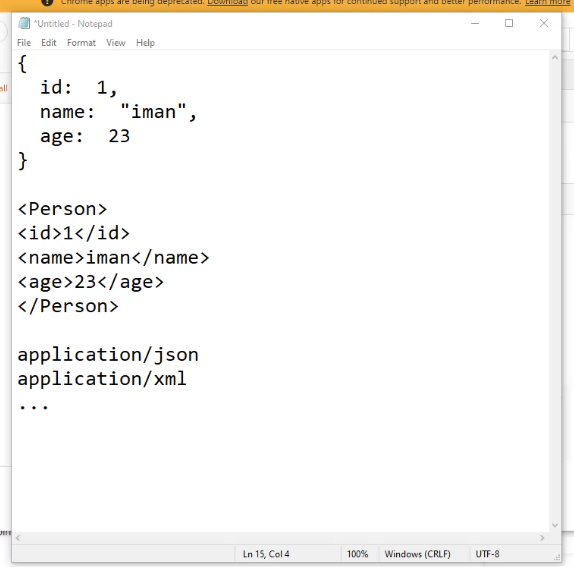 Chrome apps are being deprecated. Download our free native apps for continued support and better performance. Learn more
*Untitled - Notepad
File Edit Format View Help
{
id: 1,
name: "iman",
age: 23
}
<Person>
<id>1</id>
<name>iman</name>
<age>23</age>
</Person>
application/json
application/xml
...
Ln 15, Col 4 100% Windows (CRLF) UTF-8